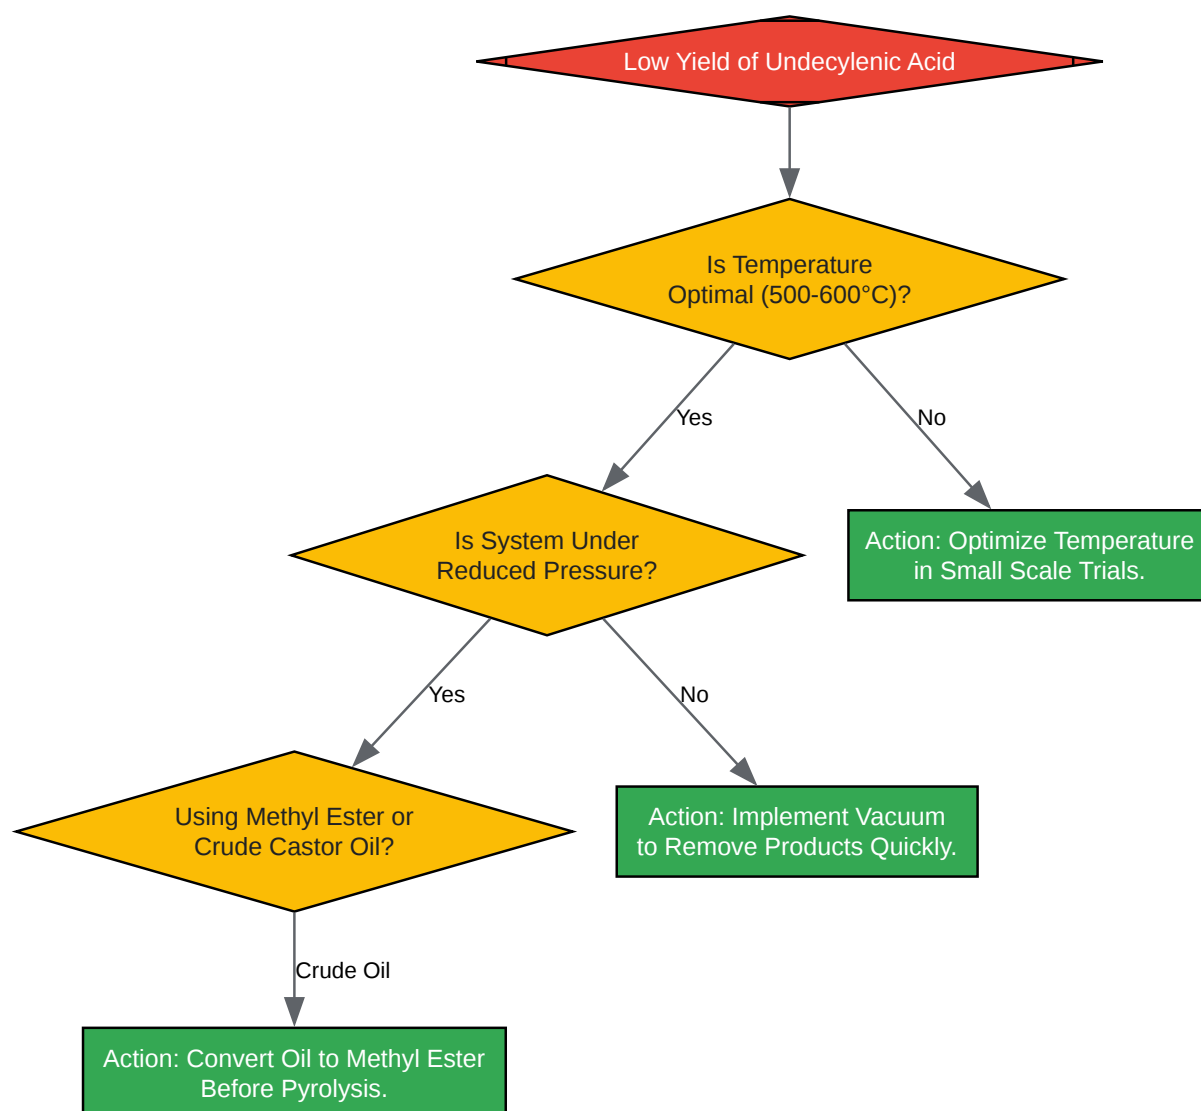 Low Yield of Undecylenic Acid
Is Temperature
Optimal (500-600°C)?
Yes
No
Is System Under
Reduced Pressure?
Action: Optimize Temperature
in Small Scale Trials.
Yes
No
Using Methyl Ester or
Crude Castor Oil?
Action: Implement Vacuum
to Remove Products Quickly.
Crude Oil
Action: Convert Oil to Methyl Ester
Before Pyrolysis.